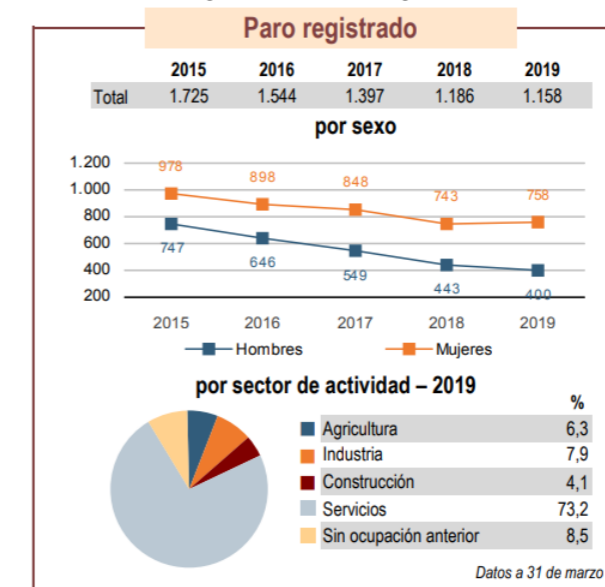 Paro registrado
2015 2016 2017 2018 2019
Total 1.725 1.544 1.397 1.186 1.158
por sexo
1.200
1.000
800
600
400
200
978 898 848 743 758
747 646 549 443 400
2015 2016 2017 2018 2019
Hombres Mujeres
por sector de actividad – 2019
%
Agricultura 6,3
Industria 7,9
Construcción 4,1
Servicios 73,2
Sin ocupación anterior 8,5
Datos a 31 de marzo